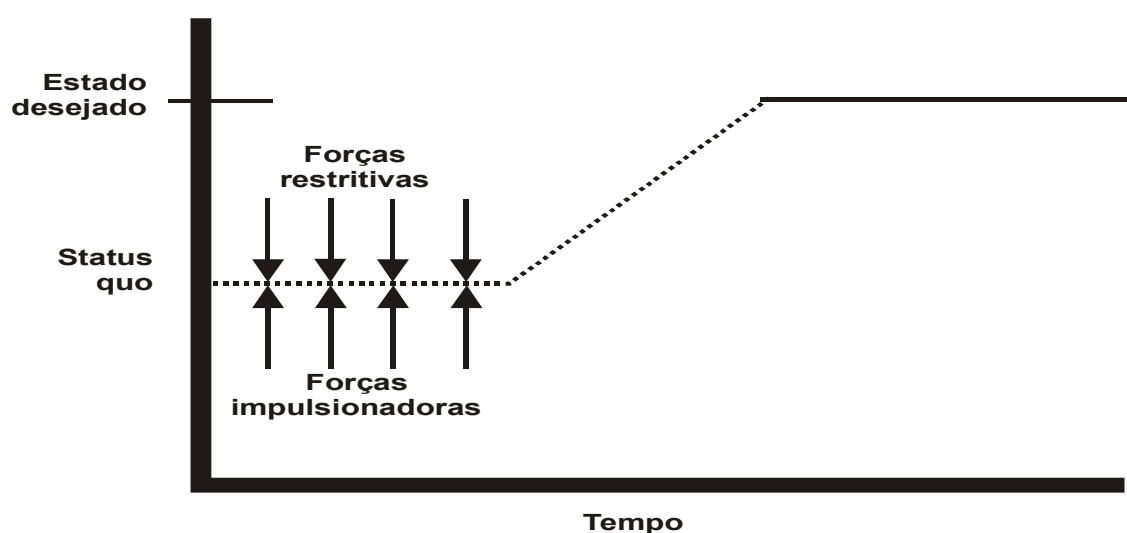 Estado
desejado
Forças
restritivas
Status
quo
Forças
impulsionadoras
Tempo